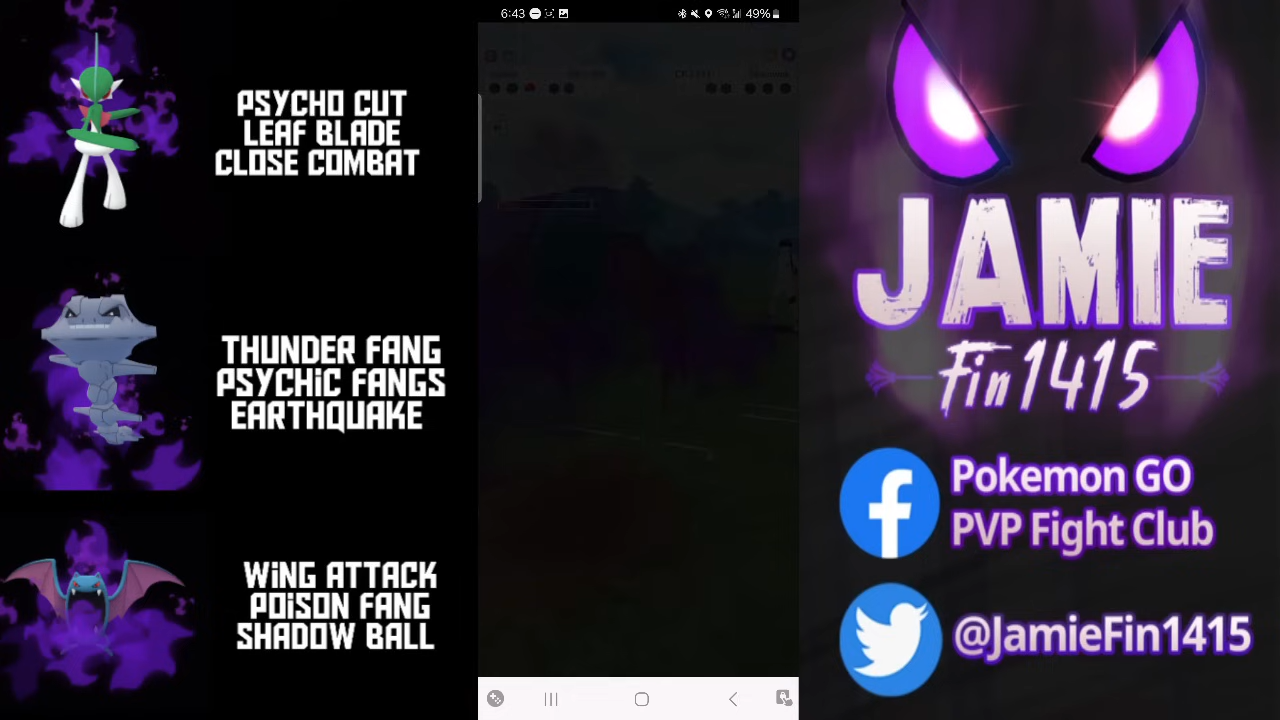 PSYCHO CUT
LEAF BLADE
CLOSE COMBAT
THUNDER FANG
PSYCHIC FANGS
EARTHQUAKE
WING ATTACK
POISON FANG
SHADOW BALL
6:43
49%
JAMIE
Fin1415
Pokemon GO
PVP Fight Club
@JamieFin1415